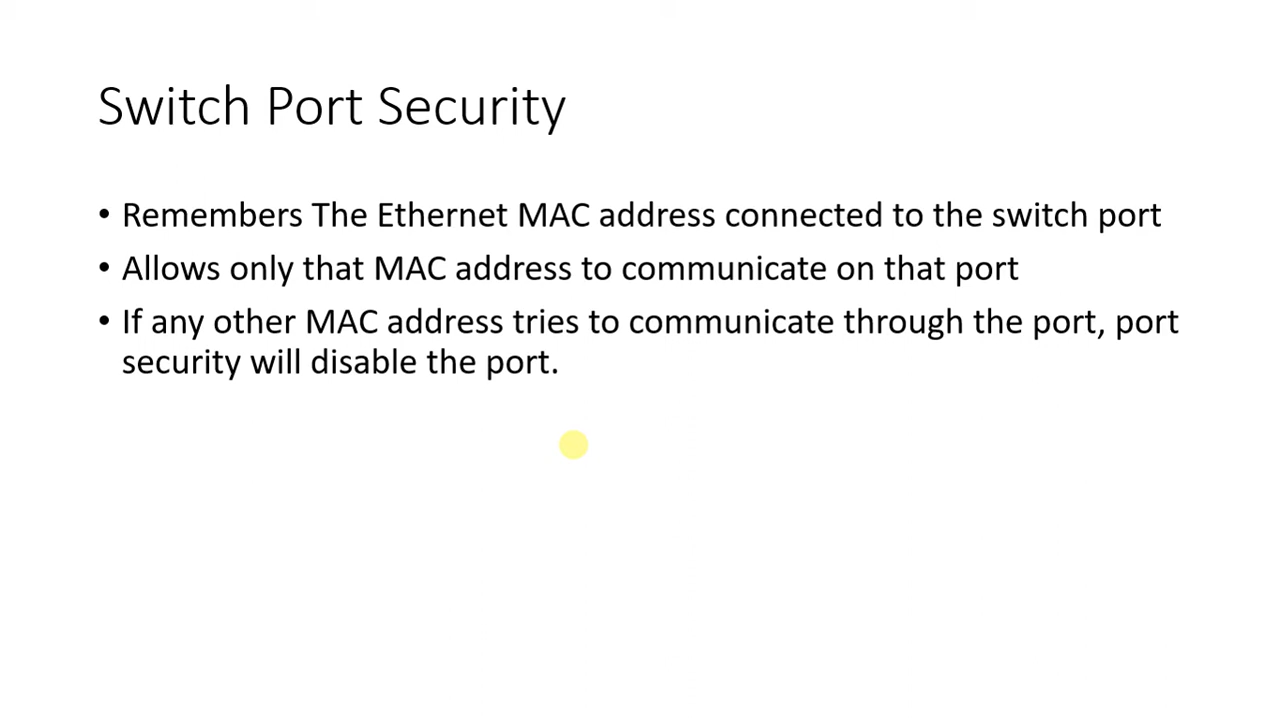 Switch Port Security
• Remembers The Ethernet MAC address connected to the switch port
• Allows only that MAC address to communicate on that port
• If any other MAC address tries to communicate through the port, port
security will disable the port.